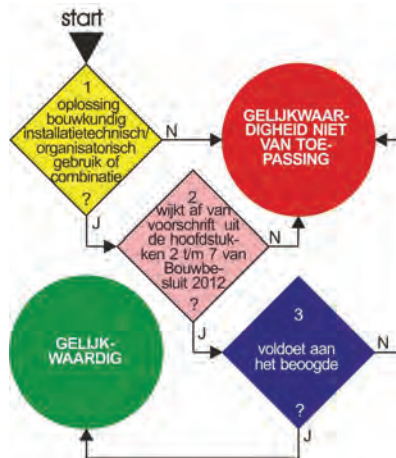 start
1
oplossing
bouwkundig
installatietechnisch/
organisatorisch
gebruik of
combinatie
?
N
J
GELIJKWAAR-
DIGHEID NIET
VAN TOE-
PASSING
2
wijkt af van
voorschrift uit
de hoofdstuk-
ken 2 t/m 7 van
Bouwbe-
sluit 2012
?
N
J
3
voldoet aan
het beoogde
?
N
J
GELIJK-
WAARDIG